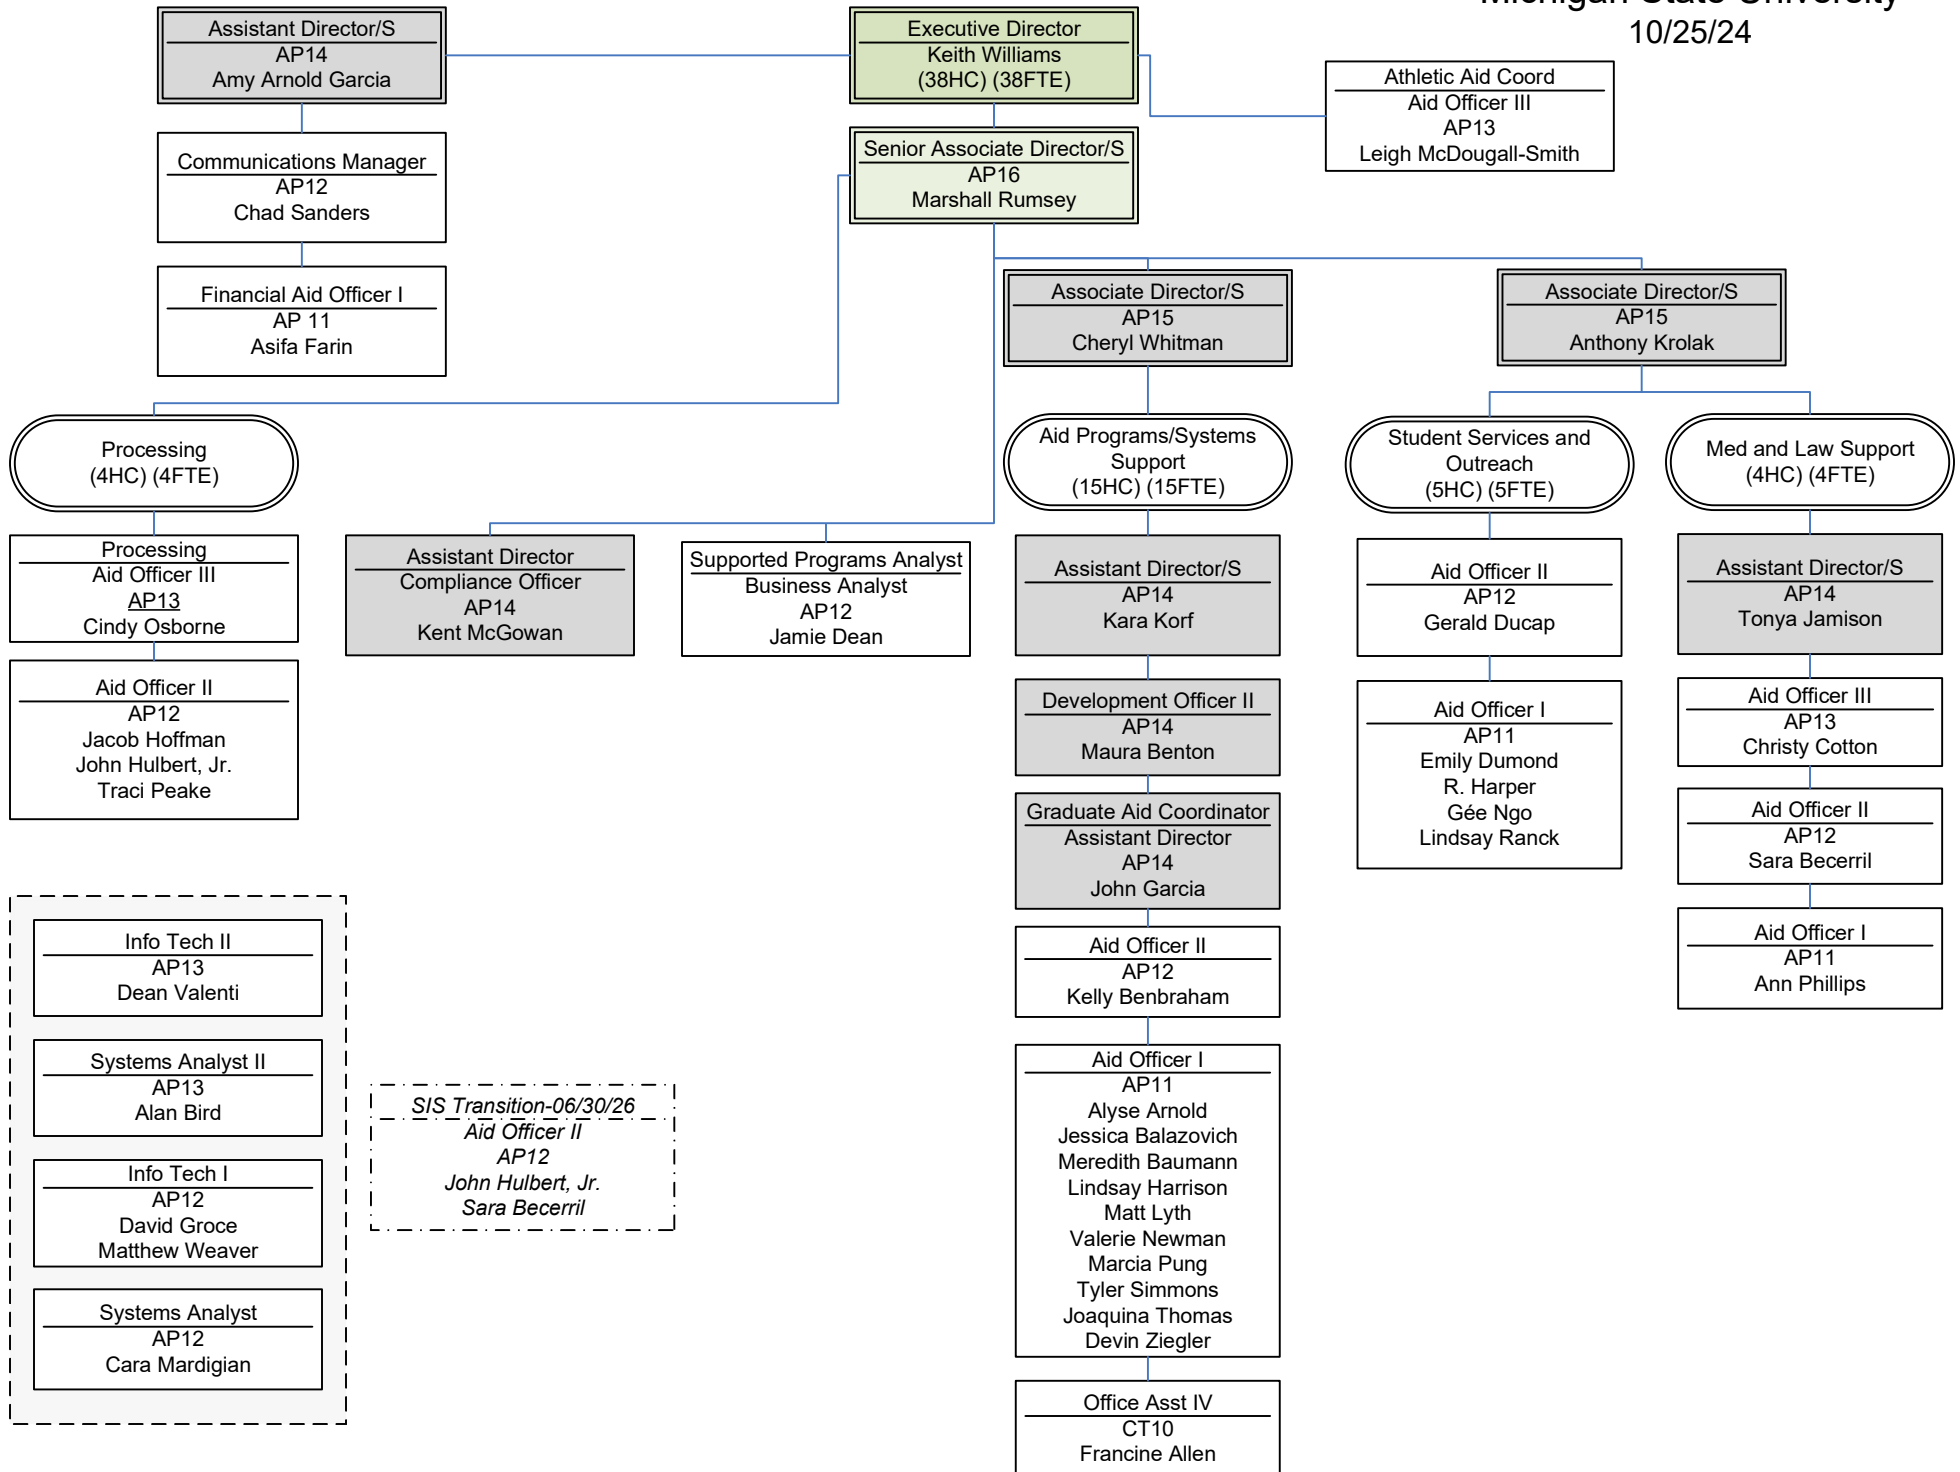 Michigan State University
10/25/24
Assistant Director/S
AP14
Amy Arnold Garcia
Executive Director
Keith Williams
(38HC) (38FTE)
Athletic Aid Coord
Aid Officer III
AP13
Leigh McDougall-Smith
Communications Manager
AP12
Chad Sanders
Senior Associate Director/S
AP16
Marshall Rumsey
Financial Aid Officer I
AP 11
Asifa Farin
Associate Director/S
AP15
Cheryl Whitman
Associate Director/S
AP15
Anthony Krolak
Processing
(4HC) (4FTE)
Aid Programs/Systems
Support
(15HC) (15FTE)
Student Services and
Outreach
(5HC) (5FTE)
Med and Law Support
(4HC) (4FTE)
Processing
Aid Officer III
AP13
Cindy Osborne
Aid Officer II
AP12
Jacob Hoffman
John Hulbert, Jr.
Traci Peake
Assistant Director
Compliance Officer
AP14
Kent McGowan
Supported Programs Analyst
Business Analyst
AP12
Jamie Dean
Assistant Director/S
AP14
Kara Korf
Development Officer II
AP14
Maura Benton
Graduate Aid Coordinator
Assistant Director
AP14
John Garcia
Aid Officer II
AP12
Kelly Benbraham
Aid Officer I
AP11
Alyse Arnold
Jessica Balazovich
Meredith Baumann
Lindsay Harrison
Matt Lyth
Valerie Newman
Marcia Pung
Tyler Simmons
Joaquina Thomas
Devin Ziegler
Office Asst IV
CT10
Francine Allen
Aid Officer II
AP12
Gerald Ducap
Aid Officer I
AP11
Emily Dumond
R. Harper
Gée Ngo
Lindsay Ranck
Assistant Director/S
AP14
Tonya Jamison
Aid Officer III
AP13
Christy Cotton
Aid Officer II
AP12
Sara Becerril
Aid Officer I
AP11
Ann Phillips
Info Tech II
AP13
Dean Valenti
Systems Analyst II
AP13
Alan Bird
Info Tech I
AP12
David Groce
Matthew Weaver
Systems Analyst
AP12
Cara Mardigian
SIS Transition-06/30/26
Aid Officer II
AP12
John Hulbert, Jr.
Sara Becerril